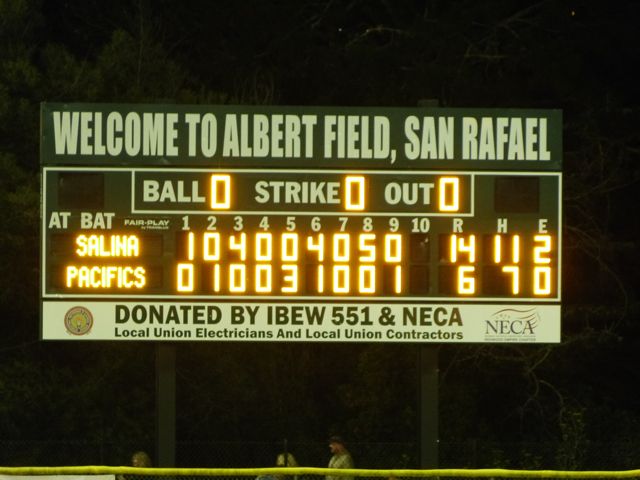 WELCOME TO ALBERT FIELD, SAN RAFAEL
BALL 0 STRIKE 0 OUT 0
AT BAT FAIR-PLAY 1 2 3 4 5 6 7 8 9 10 R H E
SALINA 1 0 4 0 0 4 0 5 0 14 11 2
PACIFICS 0 1 0 0 3 1 0 0 1 6 7 0
DONATED BY IBEW 551 & NECA
Local Union Electricians And Local Union Contractors
NECA